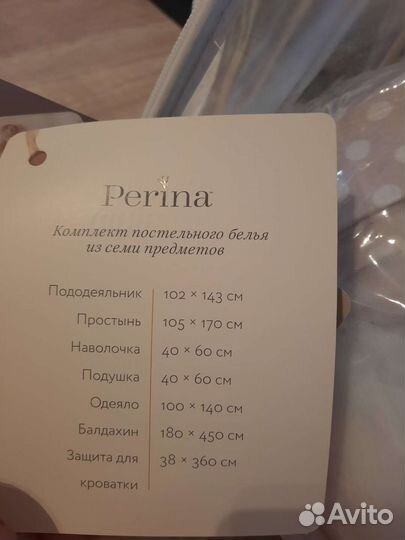 Perina
Комплект постельного белья
из семи предметов
Пододеяльник 102 × 143 см
Простынь 105 × 170 см
Наволочка 40 × 60 см
Подушка 40 × 60 см
Одеяло 100 × 140 см
Балдахин 180 × 450 см
Защита для 38 × 360 см
кроватки
Avito